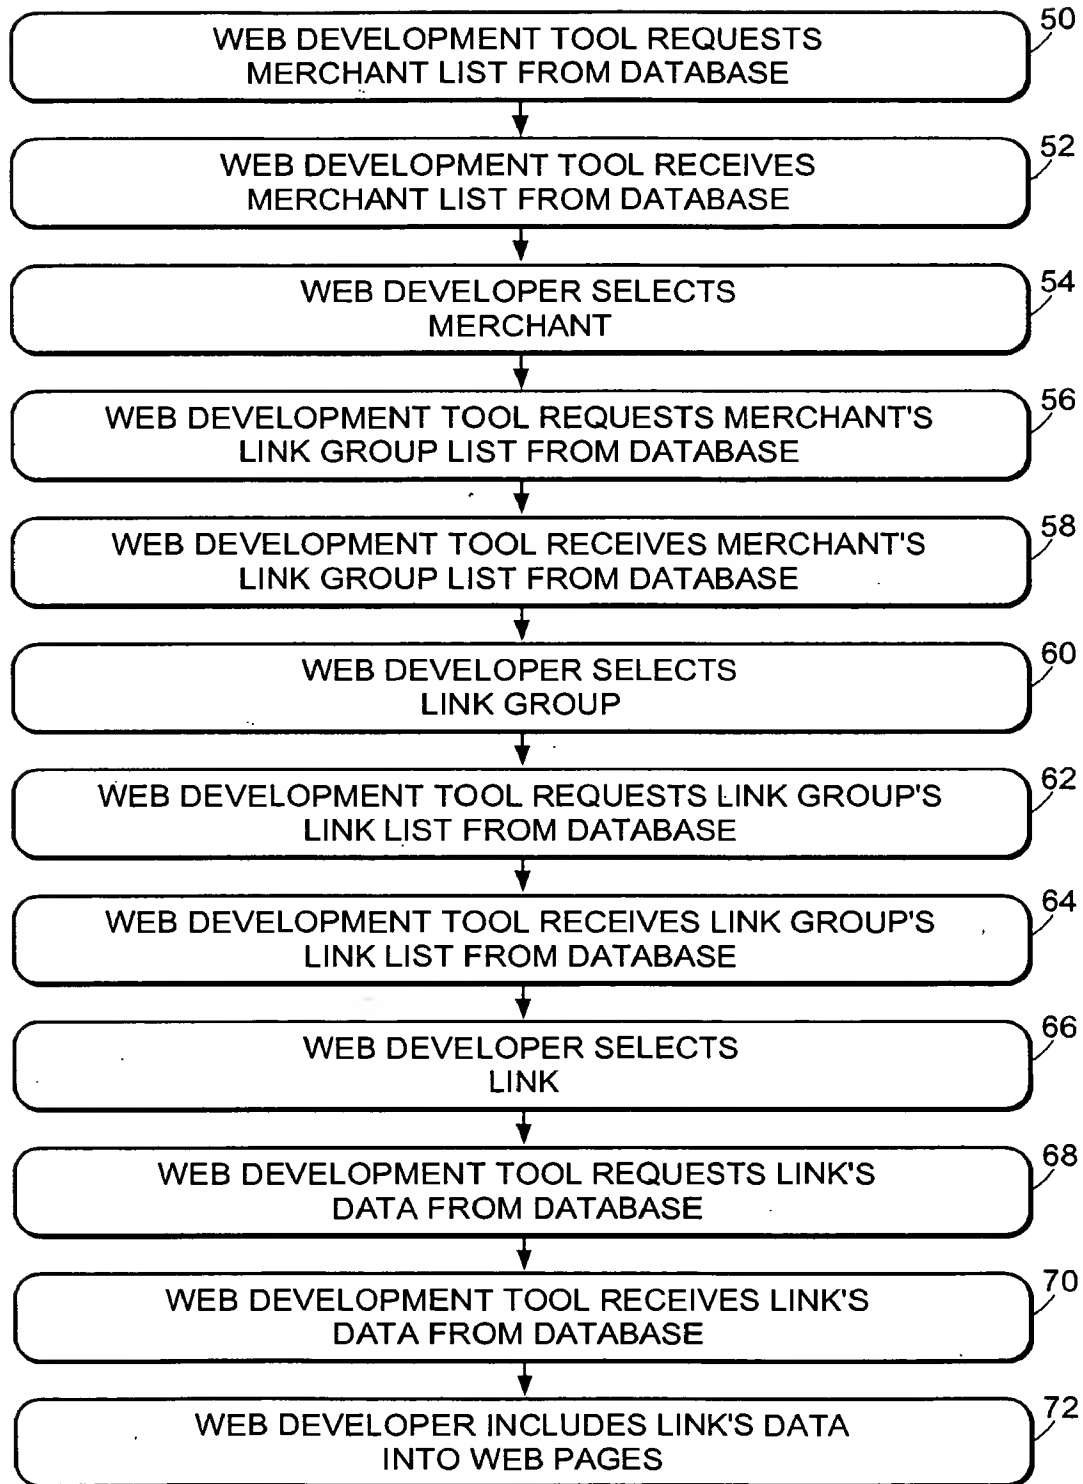 WEB DEVELOPMENT TOOL REQUESTS
MERCHANT LIST FROM DATABASE
50
WEB DEVELOPMENT TOOL RECEIVES
MERCHANT LIST FROM DATABASE
52
WEB DEVELOPER SELECTS
MERCHANT
54
WEB DEVELOPMENT TOOL REQUESTS MERCHANT'S
LINK GROUP LIST FROM DATABASE
56
WEB DEVELOPMENT TOOL RECEIVES MERCHANT'S
LINK GROUP LIST FROM DATABASE
58
WEB DEVELOPER SELECTS
LINK GROUP
60
WEB DEVELOPMENT TOOL REQUESTS LINK GROUP'S
LINK LIST FROM DATABASE
62
WEB DEVELOPMENT TOOL RECEIVES LINK GROUP'S
LINK LIST FROM DATABASE
64
WEB DEVELOPER SELECTS
LINK
66
WEB DEVELOPMENT TOOL REQUESTS LINK'S
DATA FROM DATABASE
68
WEB DEVELOPMENT TOOL RECEIVES LINK'S
DATA FROM DATABASE
70
WEB DEVELOPER INCLUDES LINK'S DATA
INTO WEB PAGES
72